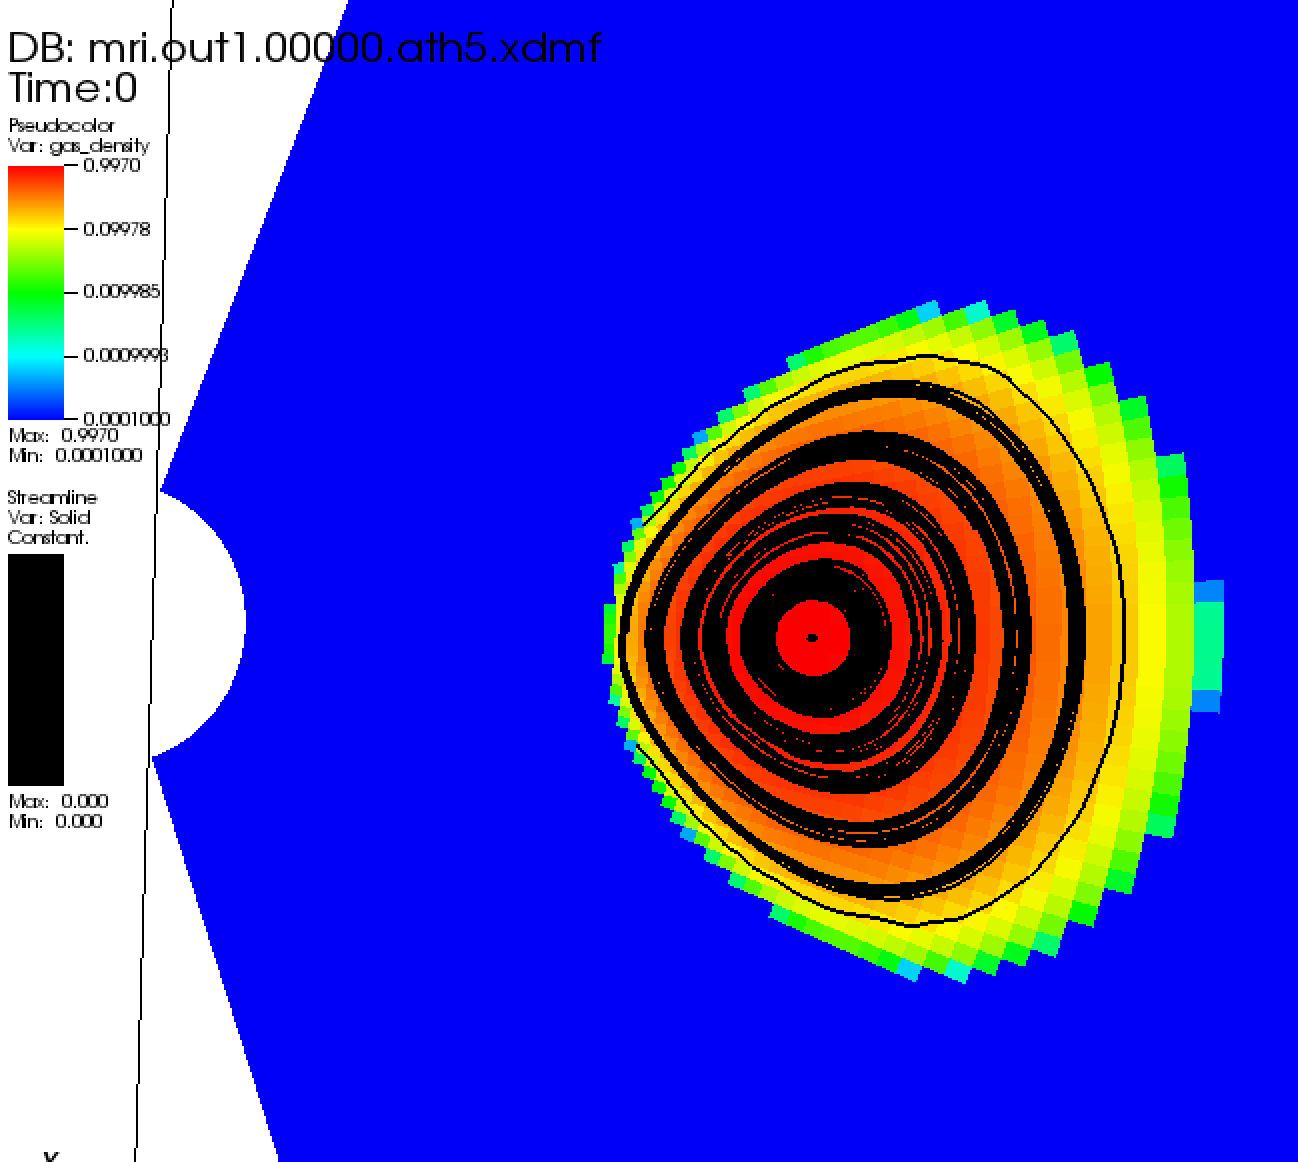 DB: mri.out1.00000.ath5.xdmf
Time:0
Pseudocolor
Var: gas_density
0.9970
0.09978
0.009985
0.0009993
0.0001000
Max: 0.9970
Min: 0.0001000
Streamline
Var: Solid
Constant.
Max: 0.000
Min: 0.000